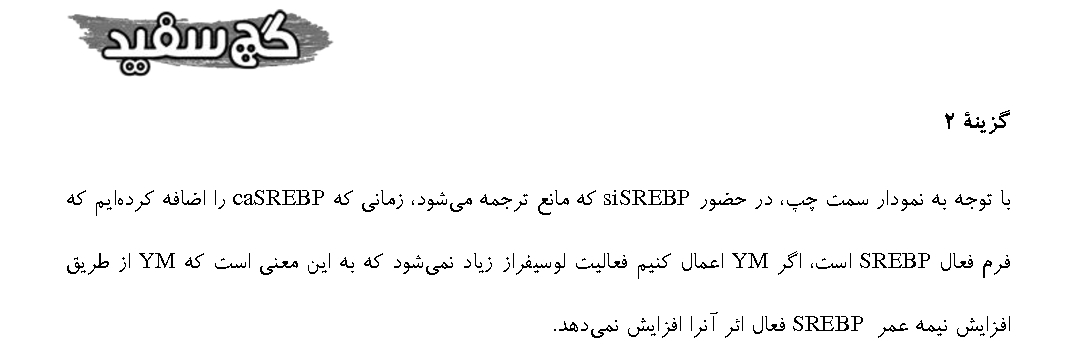 گچ سفید
گزینهٔ ۲
با توجه به نمودار سمت چپ، در حضور siSREBP که مانع ترجمه می‌شود، زمانی که caSREBP را اضافه کرده‌ایم که
فرم فعال SREBP است، اگر YM اعمال کنیم فعالیت لوسیفراز زیاد نمی‌شود که به این معنی است که YM از طریق
افزایش نیمه عمر SREBP فعال اثر آنرا افزایش نمی‌دهد.